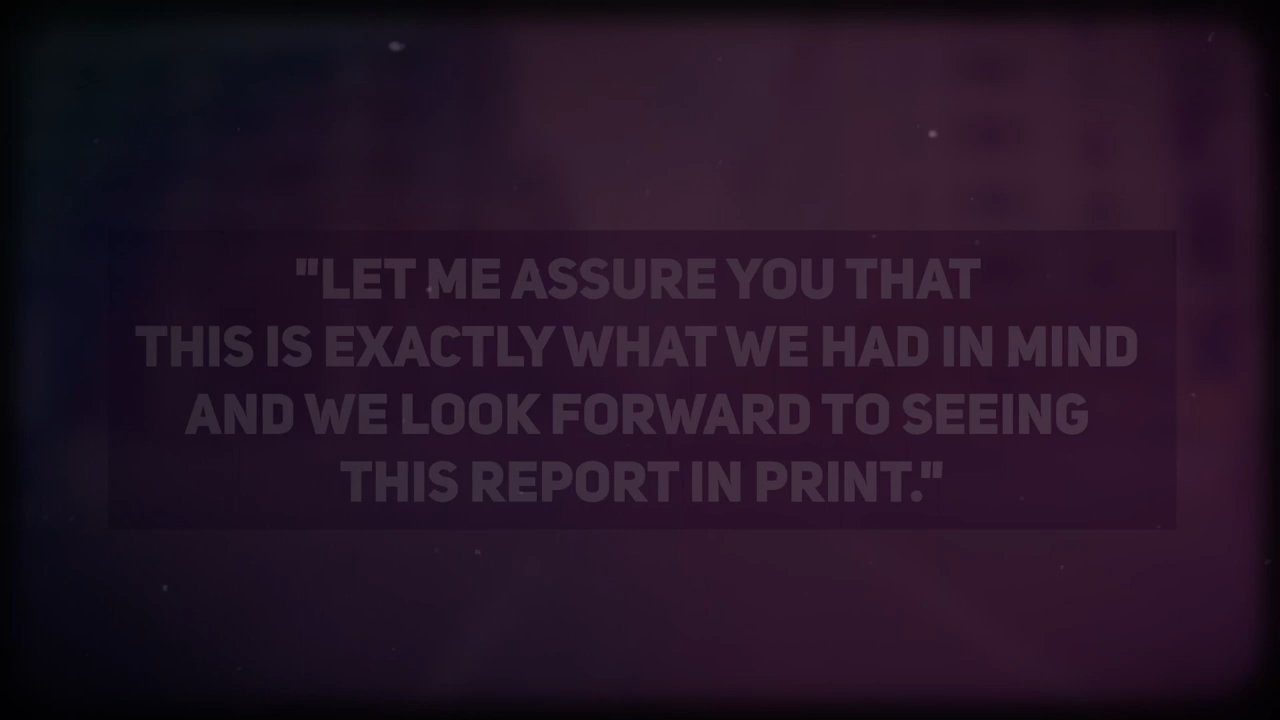 "LET ME ASSURE YOU THAT
THIS IS EXACTLY WHAT WE HAD IN MIND
AND WE LOOK FORWARD TO SEEING
THIS REPORT IN PRINT."